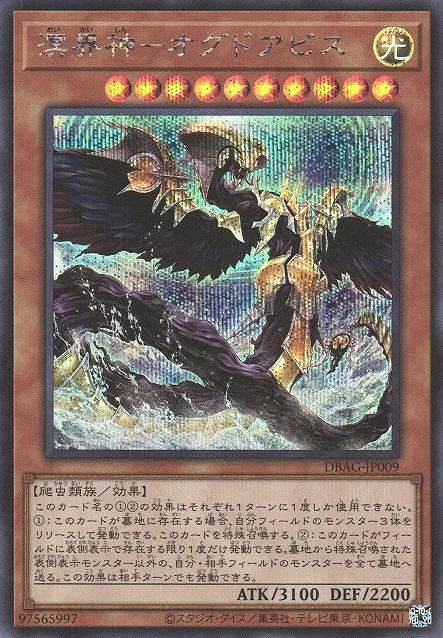 溟界神－オグドアビス
光
DBAG-JP009
【爬虫類族／効果】
このカード名の①②の効果はそれぞれ１ターンに１度しか使用できない。
①：このカードが墓地に存在する場合、自分フィールドのモンスター３体を
リリースして発動できる。このカードを特殊召喚する。②：このカードがフィ
ールドに表側表示で存在する限り１度だけ発動できる。墓地から特殊召喚された
表側表示モンスター以外の、自分・相手フィールドのモンスターを全て墓地へ
送る。この効果は相手ターンでも発動できる。
ATK/3100 DEF/2200
97565997
©スタジオ・ダイス／集英社・テレビ東京・KONAMI